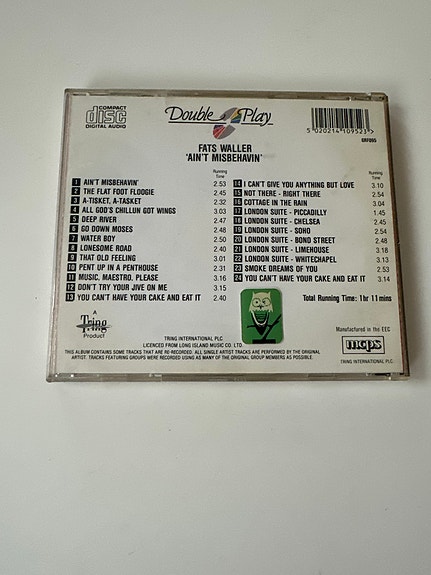 COMPACT
disc
DIGITAL AUDIO
Double Play
5 020214 109523 >
GRF065
FATS WALLER
'AIN'T MISBEHAVIN'
Running
Time
1 AIN'T MISBEHAVIN' 2.53
2 THE FLAT FOOT FLOOGIE 2.45
3 A-TISKET, A-TASKET 2.32
4 ALL GOD'S CHILLUN GOT WINGS 3.03
5 DEEP RIVER 2.47
6 GO DOWN MOSES 2.48
7 WATER BOY 2.50
8 LONESOME ROAD 2.40
9 THAT OLD FEELING 3.01
10 PENT UP IN A PENTHOUSE 2.31
11 MUSIC, MAESTRO, PLEASE 3.16
12 DON'T TRY YOUR JIVE ON ME 3.15
13 YOU CAN'T HAVE YOUR CAKE AND EAT IT 2.40
Running
Time
14 I CAN'T GIVE YOU ANYTHING BUT LOVE 3.10
15 NOT THERE - RIGHT THERE 2.54
16 COTTAGE IN THE RAIN 3.04
17 LONDON SUITE - PICCADILLY 1.45
18 LONDON SUITE - CHELSEA 2.45
19 LONDON SUITE - SOHO 2.54
20 LONDON SUITE - BOND STREET 2.48
21 LONDON SUITE - LIMEHOUSE 3.18
22 LONDON SUITE - WHITECHAPEL 3.13
23 SMOKE DREAMS OF YOU 2.53
24 YOU CAN'T HAVE YOUR CAKE AND EAT IT 3.14
Total Running Time: 1hr 11mins
A
Tring
Product
TRING INTERNATIONAL PLC
LICENCED FROM LONG ISLAND MUSIC CO. LTD.
THIS ALBUM CONTAINS SOME TRACKS THAT ARE RE-RECORDED. ALL SINGLE ARTIST TRACKS ARE PERFORMED BY THE ORIGINAL
ARTIST. TRACKS FEATURING GROUPS WERE RECORDED USING AS MANY OF THE ORIGINAL GROUP MEMBERS AS POSSIBLE.
Manufactured in the EEC
mcps
TRING INTERNATIONAL PLC